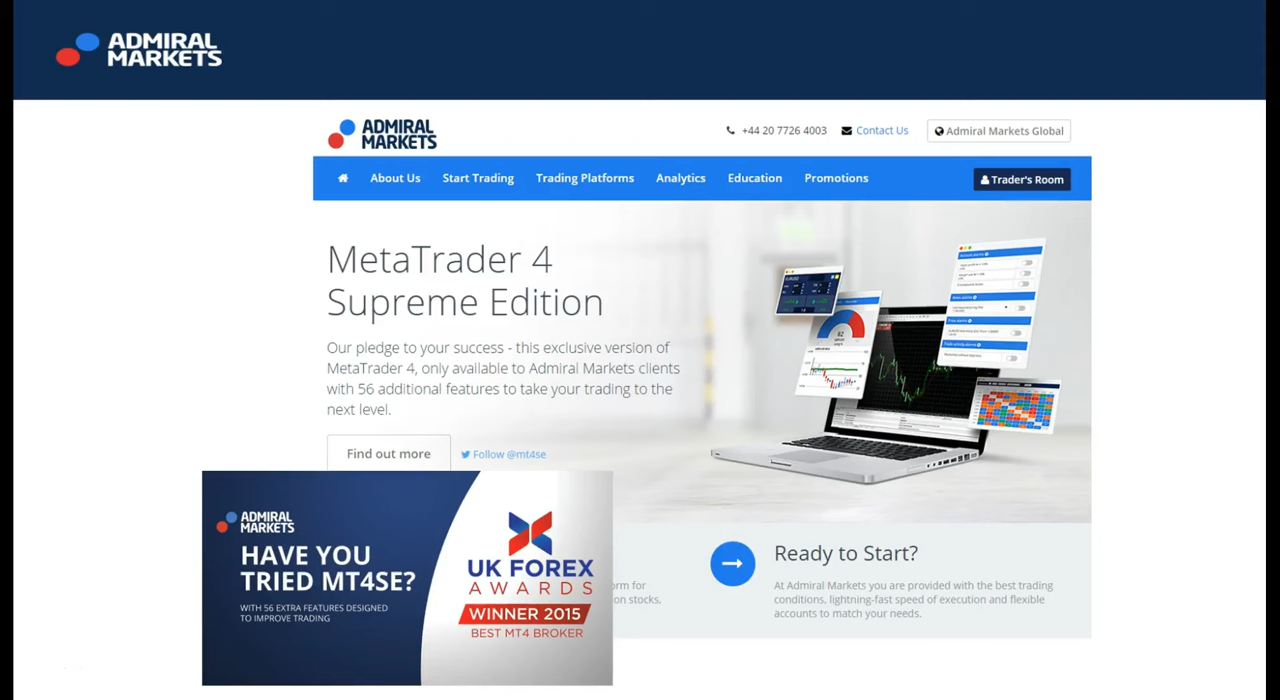 ADMIRAL
MARKETS
ADMIRAL
MARKETS
+44 20 7726 4003
Contact Us
Admiral Markets Global
About Us
Start Trading
Trading Platforms
Analytics
Education
Promotions
Trader's Room
MetaTrader 4
Supreme Edition
Our pledge to your success - this exclusive version of
MetaTrader 4, only available to Admiral Markets clients
with 56 additional features to take your trading to the
next level.
Find out more
Follow @mt4se
ADMIRAL
MARKETS
HAVE YOU
TRIED MT4SE?
WITH 56 EXTRA FEATURES DESIGNED
TO IMPROVE TRADING
UK FOREX
AWARDS
WINNER 2015
BEST MT4 BROKER
for
on stocks,
Ready to Start?
At Admiral Markets you are provided with the best trading
conditions, lightning-fast speed of execution and flexible
accounts to match your needs.